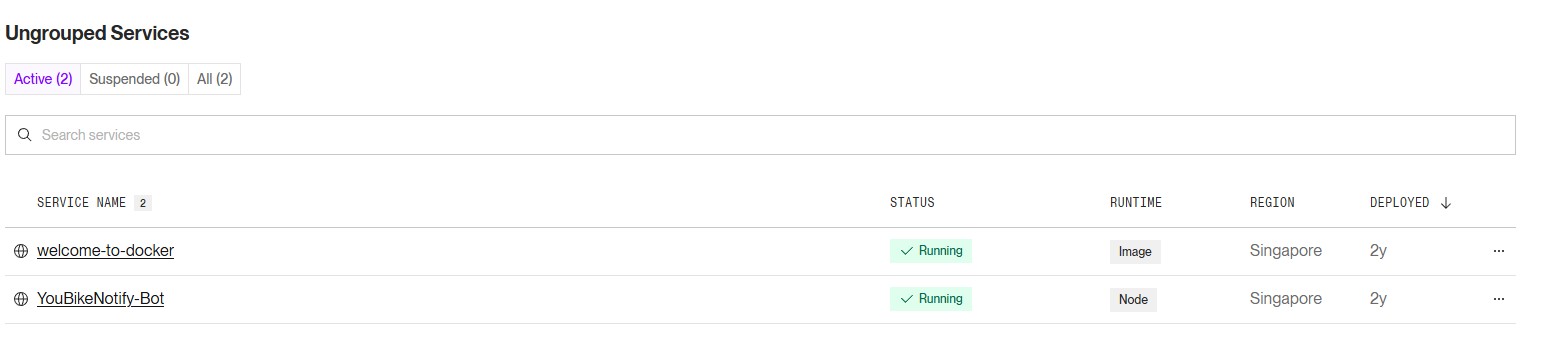 Ungrouped Services
Active (2) Suspended (0) All (2)
Search services
SERVICE NAME 2 STATUS RUNTIME REGION DEPLOYED
welcome-to-docker Running Image Singapore 2y
YouBikeNotify-Bot Running Node Singapore 2y